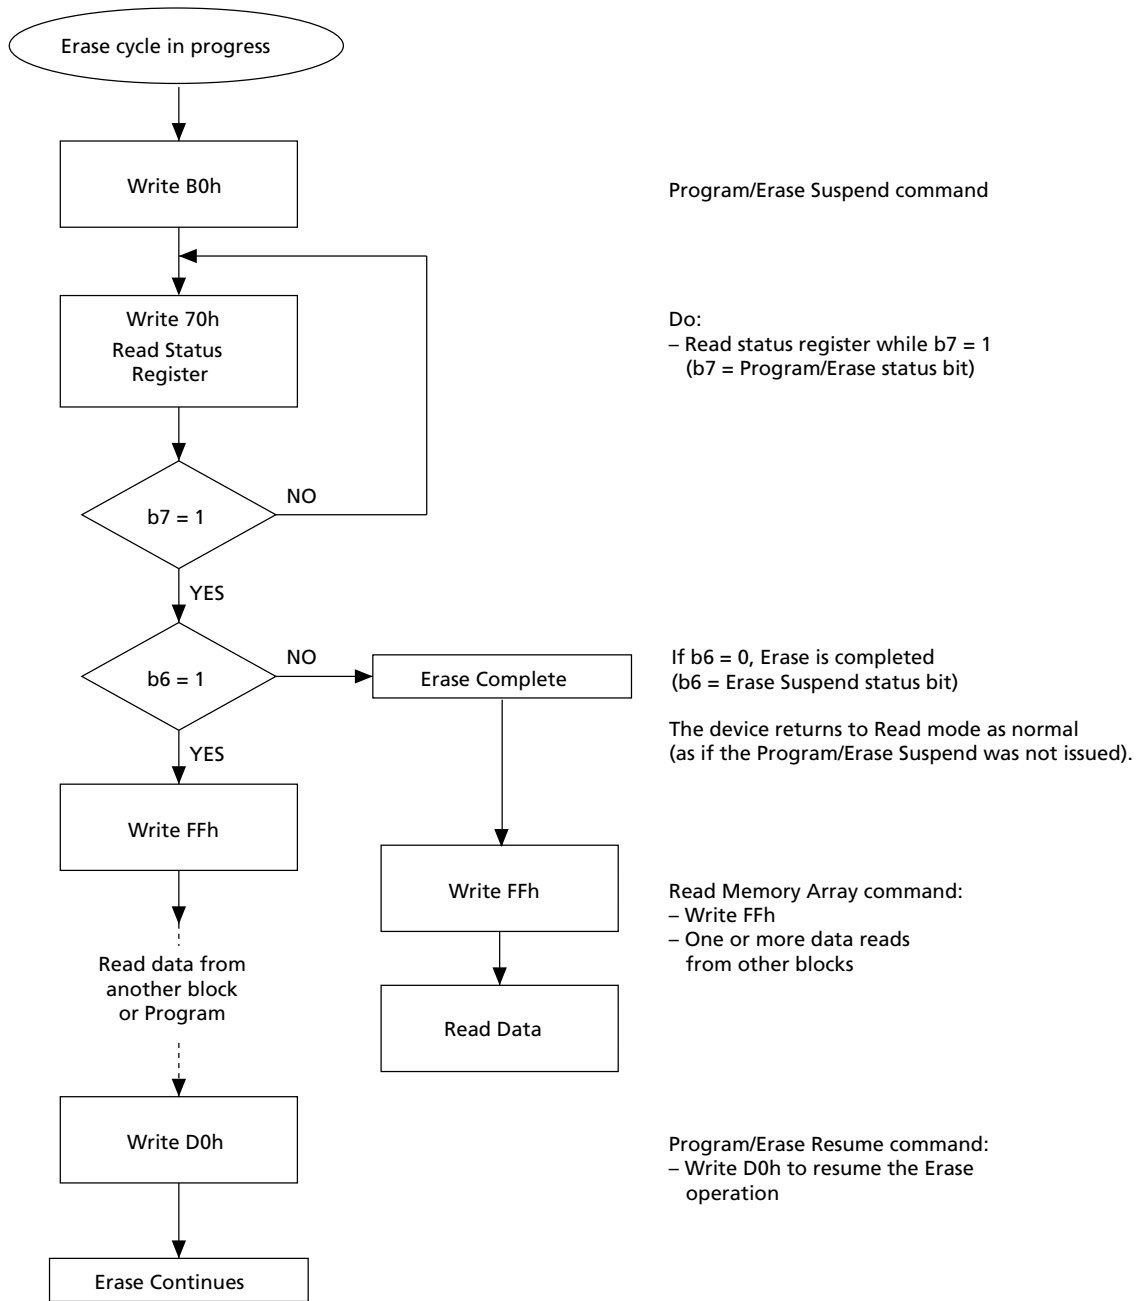 Erase cycle in progress
Write B0h
Program/Erase Suspend command
Write 70h
Read Status
Register
Do:
– Read status register while b7 = 1
(b7 = Program/Erase status bit)
NO
b7 = 1
YES
NO
b6 = 1
Erase Complete
If b6 = 0, Erase is completed
(b6 = Erase Suspend status bit)
The device returns to Read mode as normal
(as if the Program/Erase Suspend was not issued).
YES
Write FFh
Write FFh
Read Memory Array command:
– Write FFh
– One or more data reads
from other blocks
Read data from
another block
or Program
Read Data
Write D0h
Program/Erase Resume command:
– Write D0h to resume the Erase
operation
Erase Continues